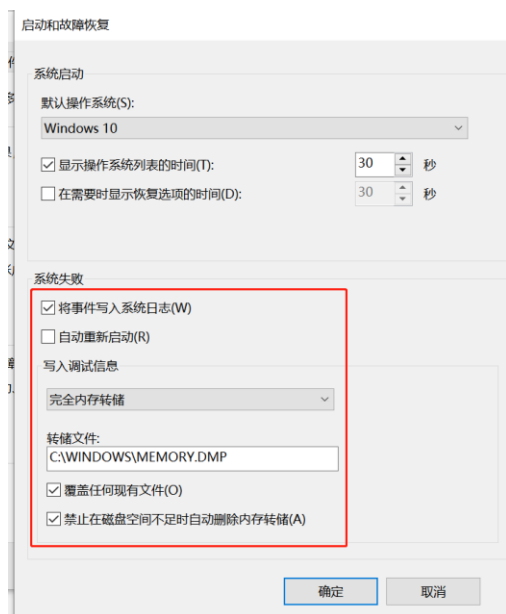 启动和故障恢复
系统启动
默认操作系统(S):
Windows 10
显示操作系统列表的时间(T):
30
秒
在需要时显示恢复选项的时间(D):
30
秒
系统失败
将事件写入系统日志(W)
自动重新启动(R)
写入调试信息
完全内存转储
转储文件:
C:\WINDOWS\MEMORY.DMP
覆盖任何现有文件(O)
禁止在磁盘空间不足时自动删除内存转储(A)
确定
取消